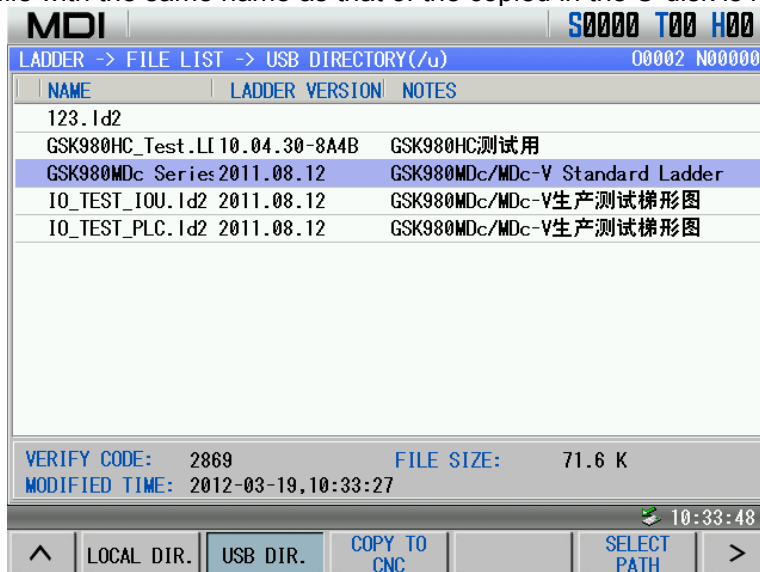 MDI S0000 T00 H00
LADDER -> FILE LIST -> USB DIRECTORY(/u) O0002 N00000
NAME LADDER VERSION NOTES
123.ld2
GSK980HC_Test.L 10.04.30-8A4B GSK980HC测试用
GSK980MDc Series 2011.08.12 GSK980MDc/MDc-V Standard Ladder
IO_TEST_IOU.ld2 2011.08.12 GSK980MDc/MDc-V生产测试梯形图
IO_TEST_PLC.ld2 2011.08.12 GSK980MDc/MDc-V生产测试梯形图
VERIFY CODE: 2869 FILE SIZE: 71.6 K
MODIFIED TIME: 2012-03-19,10:33:27
10:33:48
^ LOCAL DIR. USB DIR. COPY TO CNC SELECT PATH >